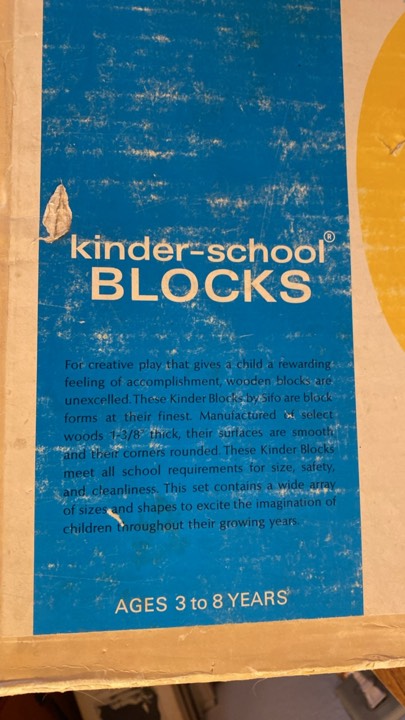 kinder-school®
BLOCKS
For creative play that gives a child a rewarding
feeling of accomplishment, wooden blocks are
unexcelled. These Kinder Blocks by Sifo are block
forms at their finest. Manufactured of select
woods 1-3/8" thick, their surfaces are smooth
and their corners rounded. These Kinder Blocks
meet all school requirements for size, safety,
and cleanliness. This set contains a wide array
of sizes and shapes to excite the imagination of
children throughout their growing years.
AGES 3 to 8 YEARS